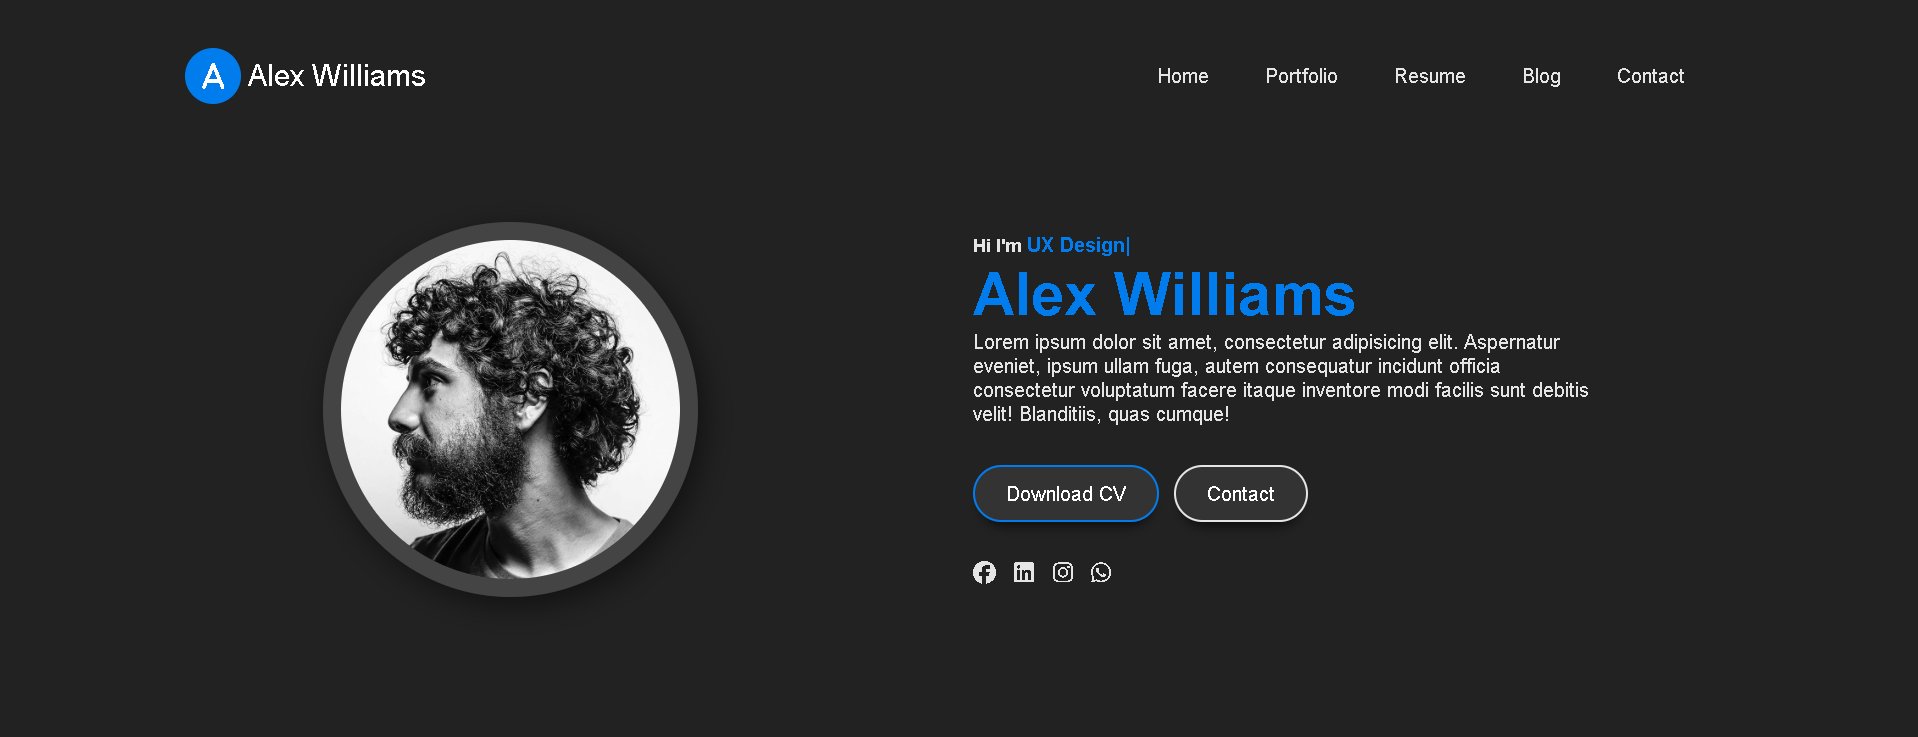 A Alex Williams
Home Portfolio Resume Blog Contact
Hi I'm UX Design|
Alex Williams
Lorem ipsum dolor sit amet, consectetur adipisicing elit. Aspernatur
eveniet, ipsum ullam fuga, autem consequatur incidunt officia
consectetur voluptatum facere itaque inventore modi facilis sunt debitis
velit! Blanditiis, quas cumque!
Download CV Contact